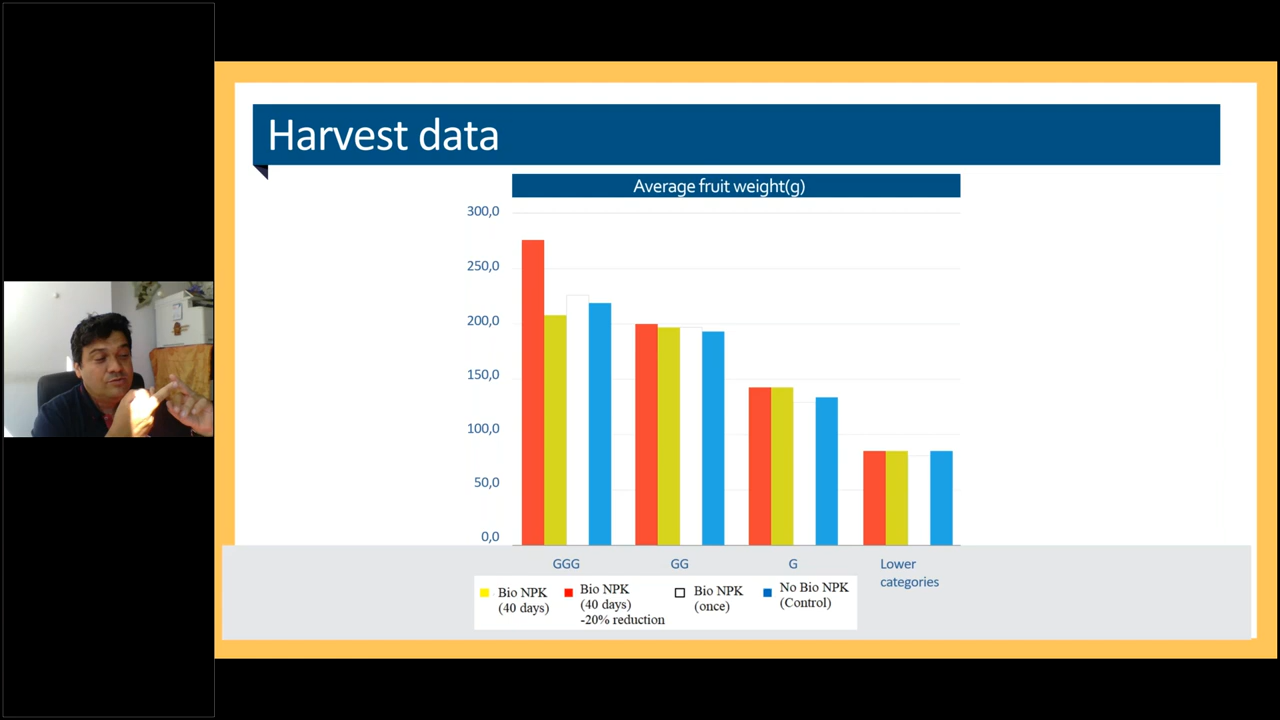 Harvest data
Average fruit weight(g)
300,0
250,0
200,0
150,0
100,0
50,0
0,0
GGG
GG
G
Lower
categories
Bio NPK
(40 days)
Bio NPK
(40 days)
-20% reduction
Bio NPK
(once)
No Bio NPK
(Control)